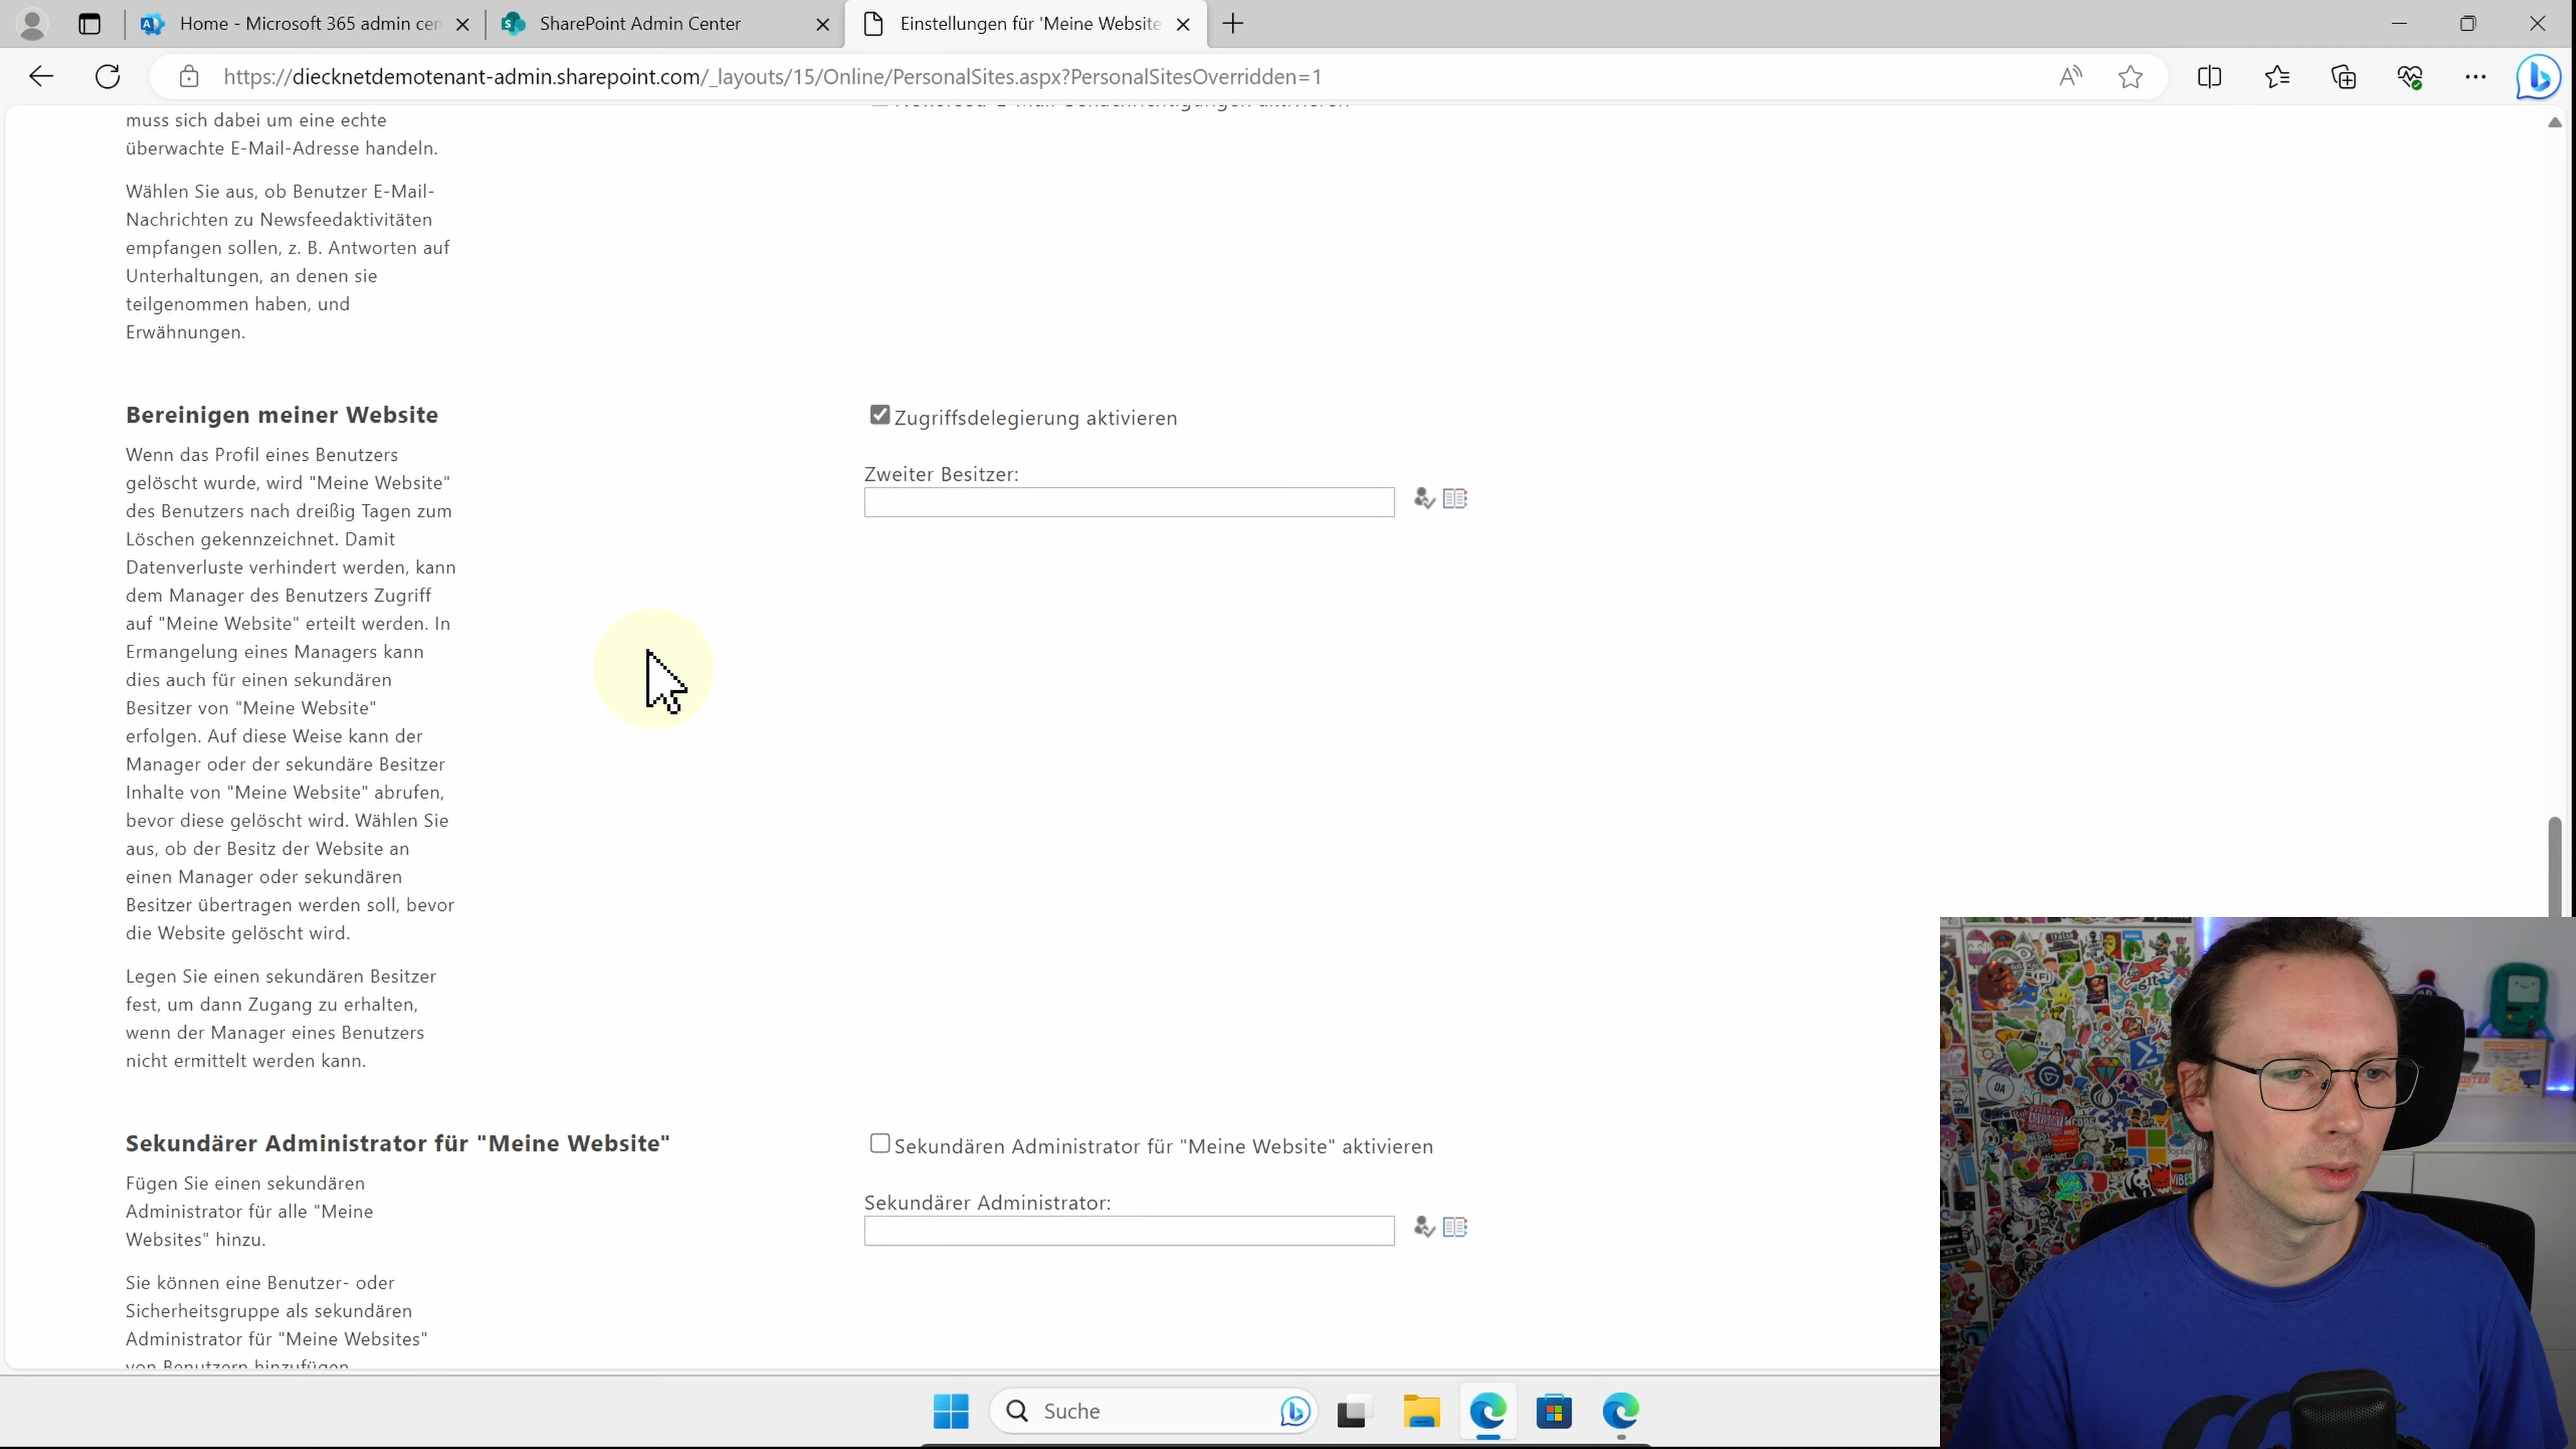 Home - Microsoft 365 admin cen
SharePoint Admin Center
Einstellungen für 'Meine Website
https://diecknetdemotenant-admin.sharepoint.com/_layouts/15/Online/PersonalSites.aspx?PersonalSitesOverridden=1
muss sich dabei um eine echte
überwachte E-Mail-Adresse handeln.
Wählen Sie aus, ob Benutzer E-Mail-
Nachrichten zu Newsfeedaktivitäten
empfangen sollen, z. B. Antworten auf
Unterhaltungen, an denen sie
teilgenommen haben, und
Erwähnungen.
Bereinigen meiner Website
Wenn das Profil eines Benutzers
gelöscht wurde, wird "Meine Website"
des Benutzers nach dreißig Tagen zum
Löschen gekennzeichnet. Damit
Datenverluste verhindert werden, kann
dem Manager des Benutzers Zugriff
auf "Meine Website" erteilt werden. In
Ermangelung eines Managers kann
dies auch für einen sekundären
Besitzer von "Meine Website"
erfolgen. Auf diese Weise kann der
Manager oder der sekundäre Besitzer
Inhalte von "Meine Website" abrufen,
bevor diese gelöscht wird. Wählen Sie
aus, ob der Besitz der Website an
einen Manager oder sekundären
Besitzer übertragen werden soll, bevor
die Website gelöscht wird.
Legen Sie einen sekundären Besitzer
fest, um dann Zugang zu erhalten,
wenn der Manager eines Benutzers
nicht ermittelt werden kann.
Zugriffsdelegierung aktivieren
Zweiter Besitzer:
Sekundärer Administrator für "Meine Website"
Fügen Sie einen sekundären
Administrator für alle "Meine
Websites" hinzu.
Sie können eine Benutzer- oder
Sicherheitsgruppe als sekundären
Administrator für "Meine Websites"
von Benutzern hinzufügen
Sekundären Administrator für "Meine Website" aktivieren
Sekundärer Administrator:
Suche